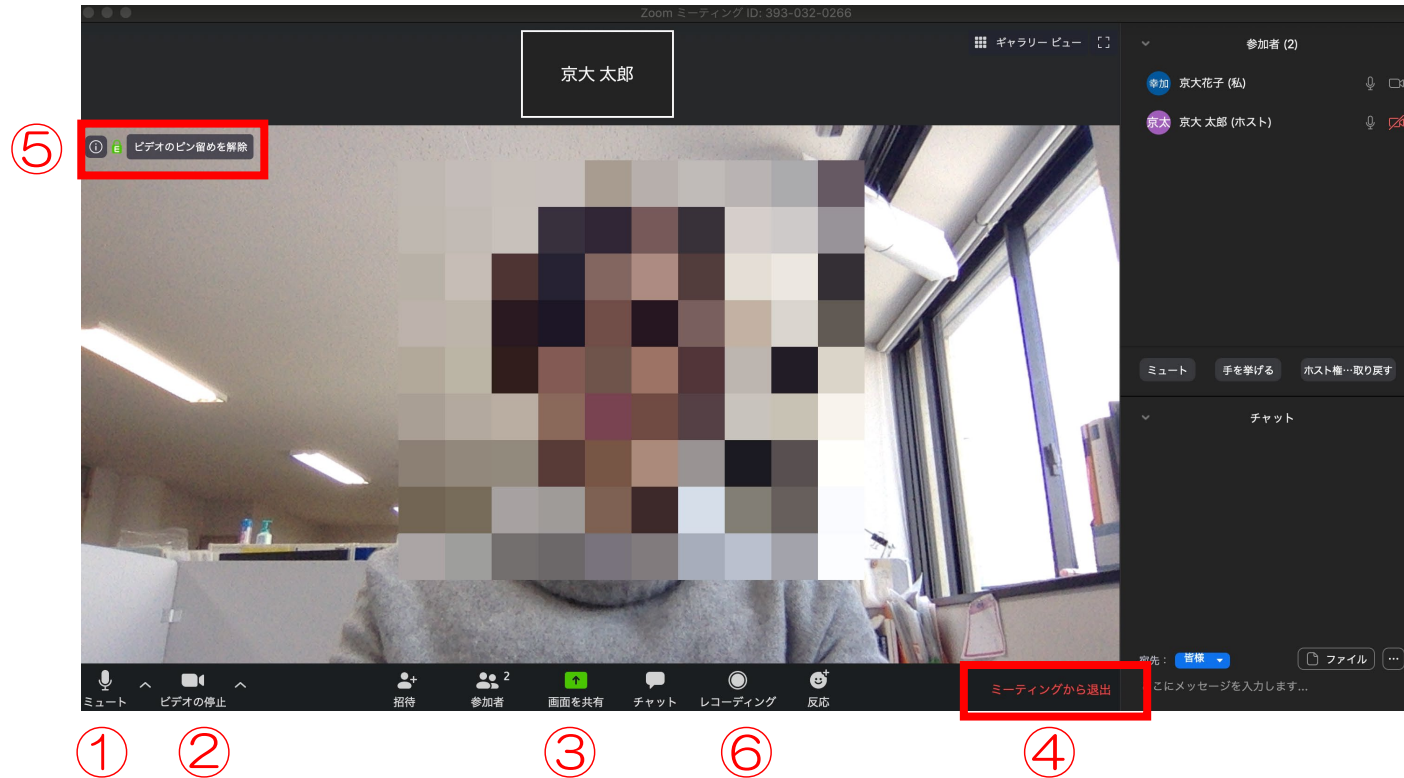 Zoom ミーティング ID: 393-032-0266
京大 太郎
ギャラリー ビュー
参加者 (2)
幸加 京大花子 (私)
京太 京大 太郎 (ホスト)
⑤
E ビデオのピン留めを解除
ミュート 手を挙げる ホスト権…取り戻す
チャット
宛先： 皆様 ファイル ...
ここにメッセージを入力します...
ミュート ビデオの停止 招待 参加者 2 画面を共有 チャット レコーディング 反応 ミーティングから退出
① ② ③ ⑥ ④